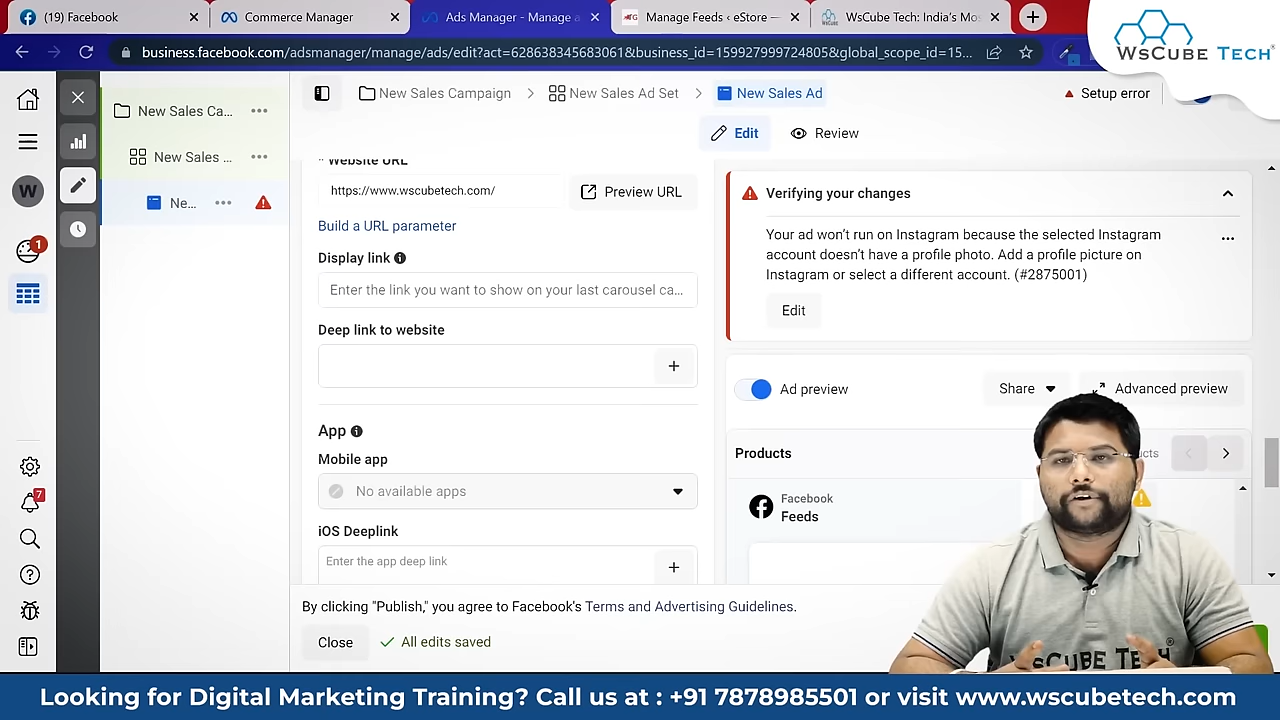 (19) Facebook
Commerce Manager
Ads Manager - Manage a
Manage Feeds ‹ eStore —
WsCube Tech: India's Mos
business.facebook.com/adsmanager/manage/ads/edit?act=628638345683061&business_id=159927999724805&global_scope_id=15...
WsCube Tech
New Sales Ca...
New Sales Campaign
New Sales Ad Set
New Sales Ad
Setup error
Edit
Review
New Sales ...
W
Ne...
1
7
* Website URL
https://www.wscubetech.com/
Preview URL
Build a URL parameter
Display link
Enter the link you want to show on your last carousel ca...
Deep link to website
App
Mobile app
No available apps
iOS Deeplink
Enter the app deep link
Verifying your changes
Your ad won't run on Instagram because the selected Instagram
account doesn't have a profile photo. Add a profile picture on
Instagram or select a different account. (#2875001)
Edit
Ad preview
Share
Advanced preview
Products
Facebook
Feeds
By clicking "Publish," you agree to Facebook's Terms and Advertising Guidelines.
Close
All edits saved
CUBE TECH
Looking for Digital Marketing Training? Call us at : +91 7878985501 or visit www.wscubetech.com